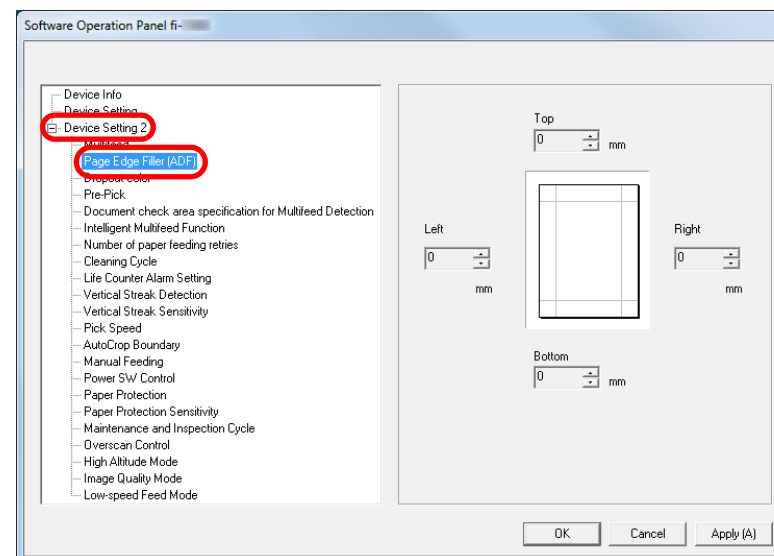 Software Operation Panel fi-
Device Info
Device Setting
Device Setting 2
Multifeed
Page Edge Filler (ADF)
Dropout color
Pre-Pick
Document check area specification for Multifeed Detection
Intelligent Multifeed Function
Number of paper feeding retries
Cleaning Cycle
Life Counter Alarm Setting
Vertical Streak Detection
Vertical Streak Sensitivity
Pick Speed
AutoCrop Boundary
Manual Feeding
Power SW Control
Paper Protection
Paper Protection Sensitivity
Maintenance and Inspection Cycle
Overscan Control
High Altitude Mode
Image Quality Mode
Low-speed Feed Mode
Top
0 mm
Left
0
mm
Right
0
mm
Bottom
0 mm
OK Cancel Apply (A)